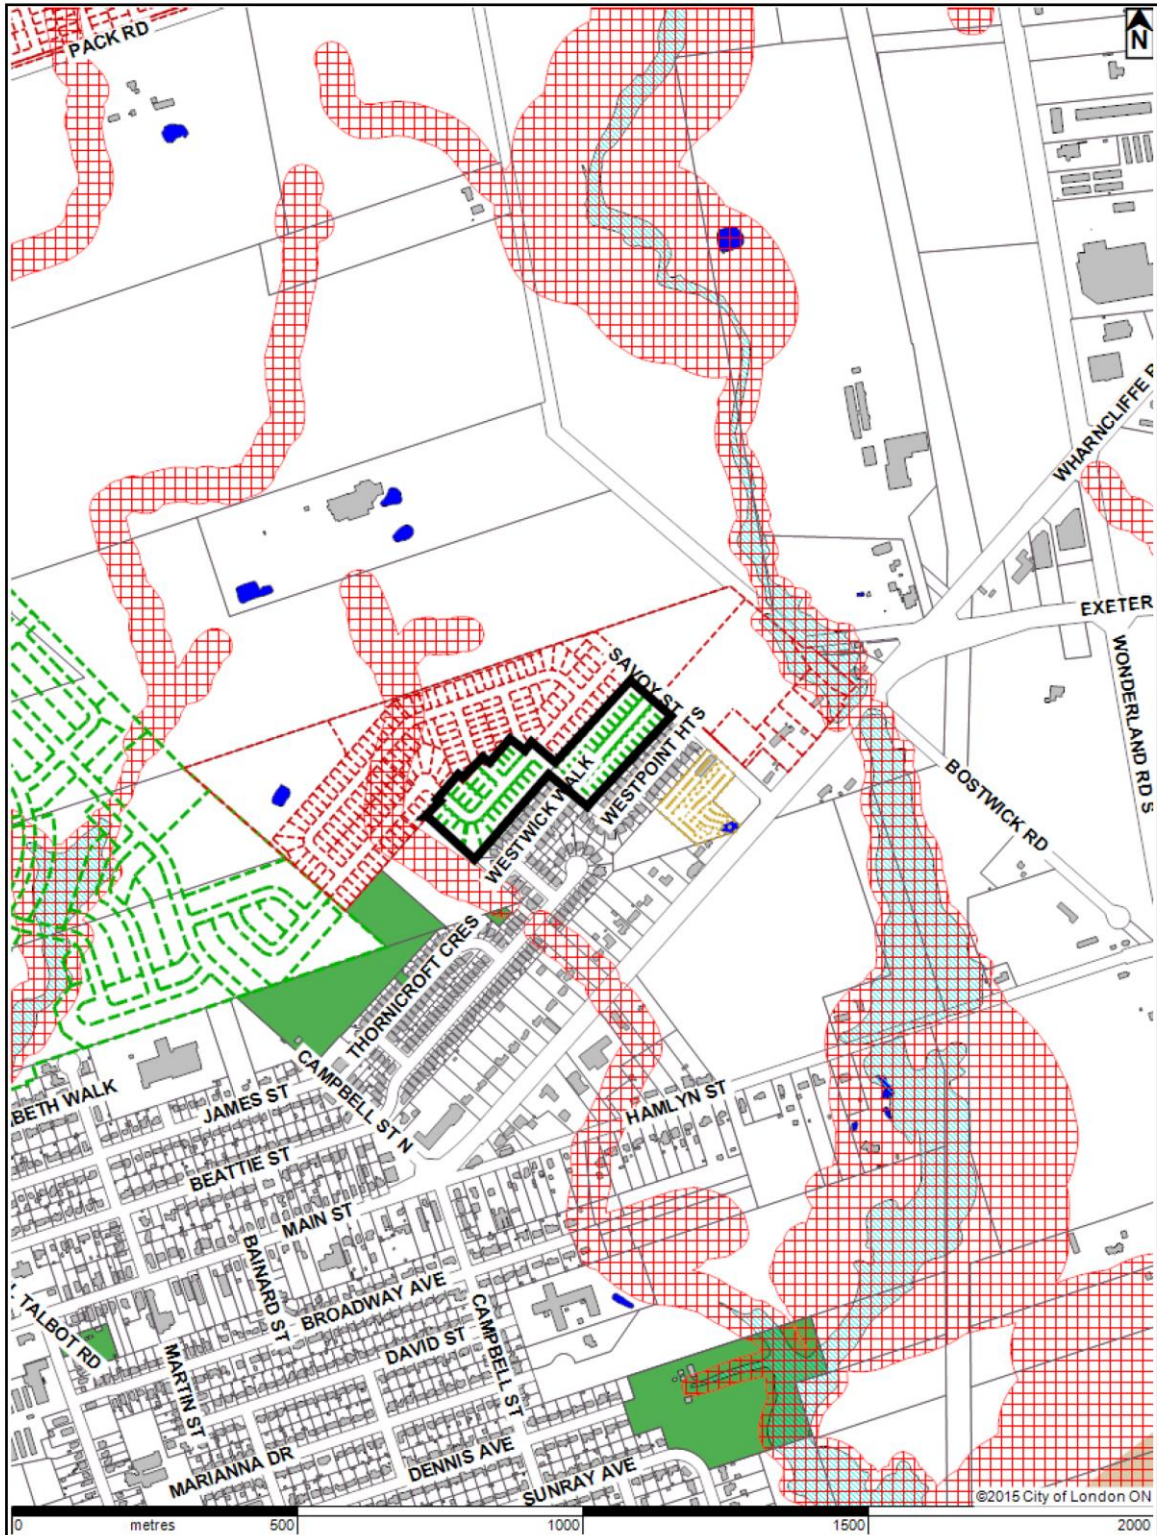 PACK RD
N
WHARNCLIFFE R
EXETER
SAVOY ST
WONDERLAND RD S
WESTPOINT HTS
WESTWICK WALK
BOSTWICK RD
THORNICROFT CRES
CAMPBELL ST N
HAMLYN ST
BETH WALK
JAMES ST
BEATTIE ST
MAIN ST
BAINARD ST
BROADWAY AVE
TALBOT RD
DAVID ST
CAMPBELL ST
MARTIN ST
MARIANNA DR
DENNIS AVE
SUNRAY AVE
©2015 City of London ON
0 metres 500 1000 1500 2000